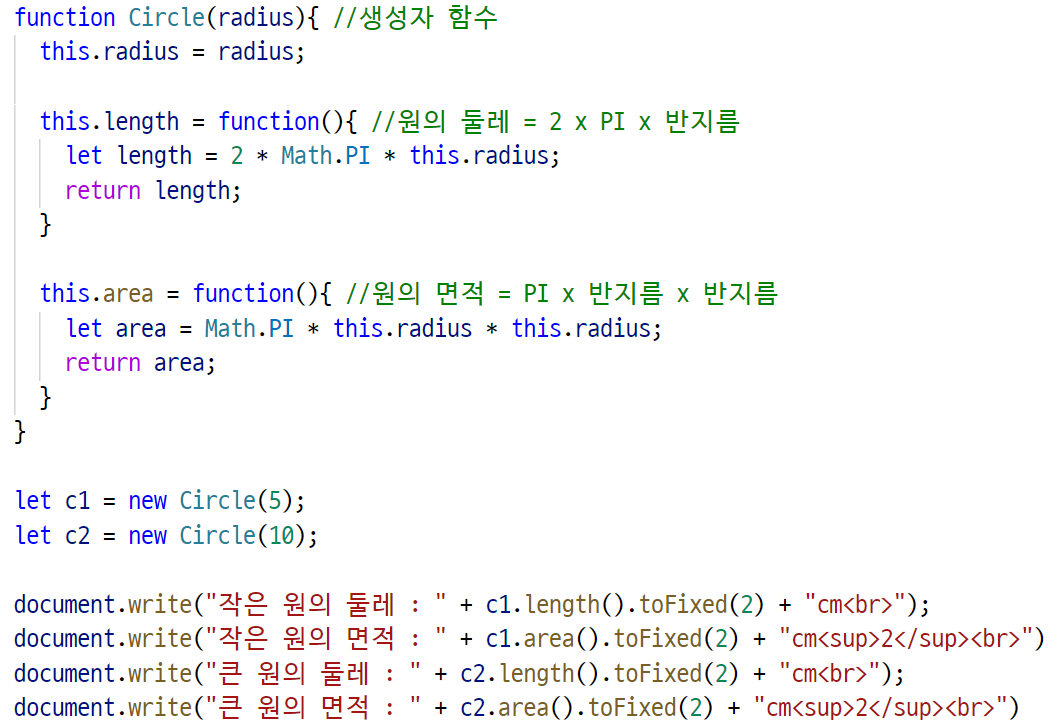 function Circle(radius){ //생성자 함수
this.radius = radius;
this.length = function(){ //원의 둘레 = 2 x PI x 반지름
let length = 2 * Math.PI * this.radius;
return length;
}
this.area = function(){ //원의 면적 = PI x 반지름 x 반지름
let area = Math.PI * this.radius * this.radius;
return area;
}
}
let c1 = new Circle(5);
let c2 = new Circle(10);
document.write("작은 원의 둘레 : " + c1.length().toFixed(2) + "cm<br>");
document.write("작은 원의 면적 : " + c1.area().toFixed(2) + "cm<sup>2</sup><br>")
document.write("큰 원의 둘레 : " + c2.length().toFixed(2) + "cm<br>");
document.write("큰 원의 면적 : " + c2.area().toFixed(2) + "cm<sup>2</sup><br>")